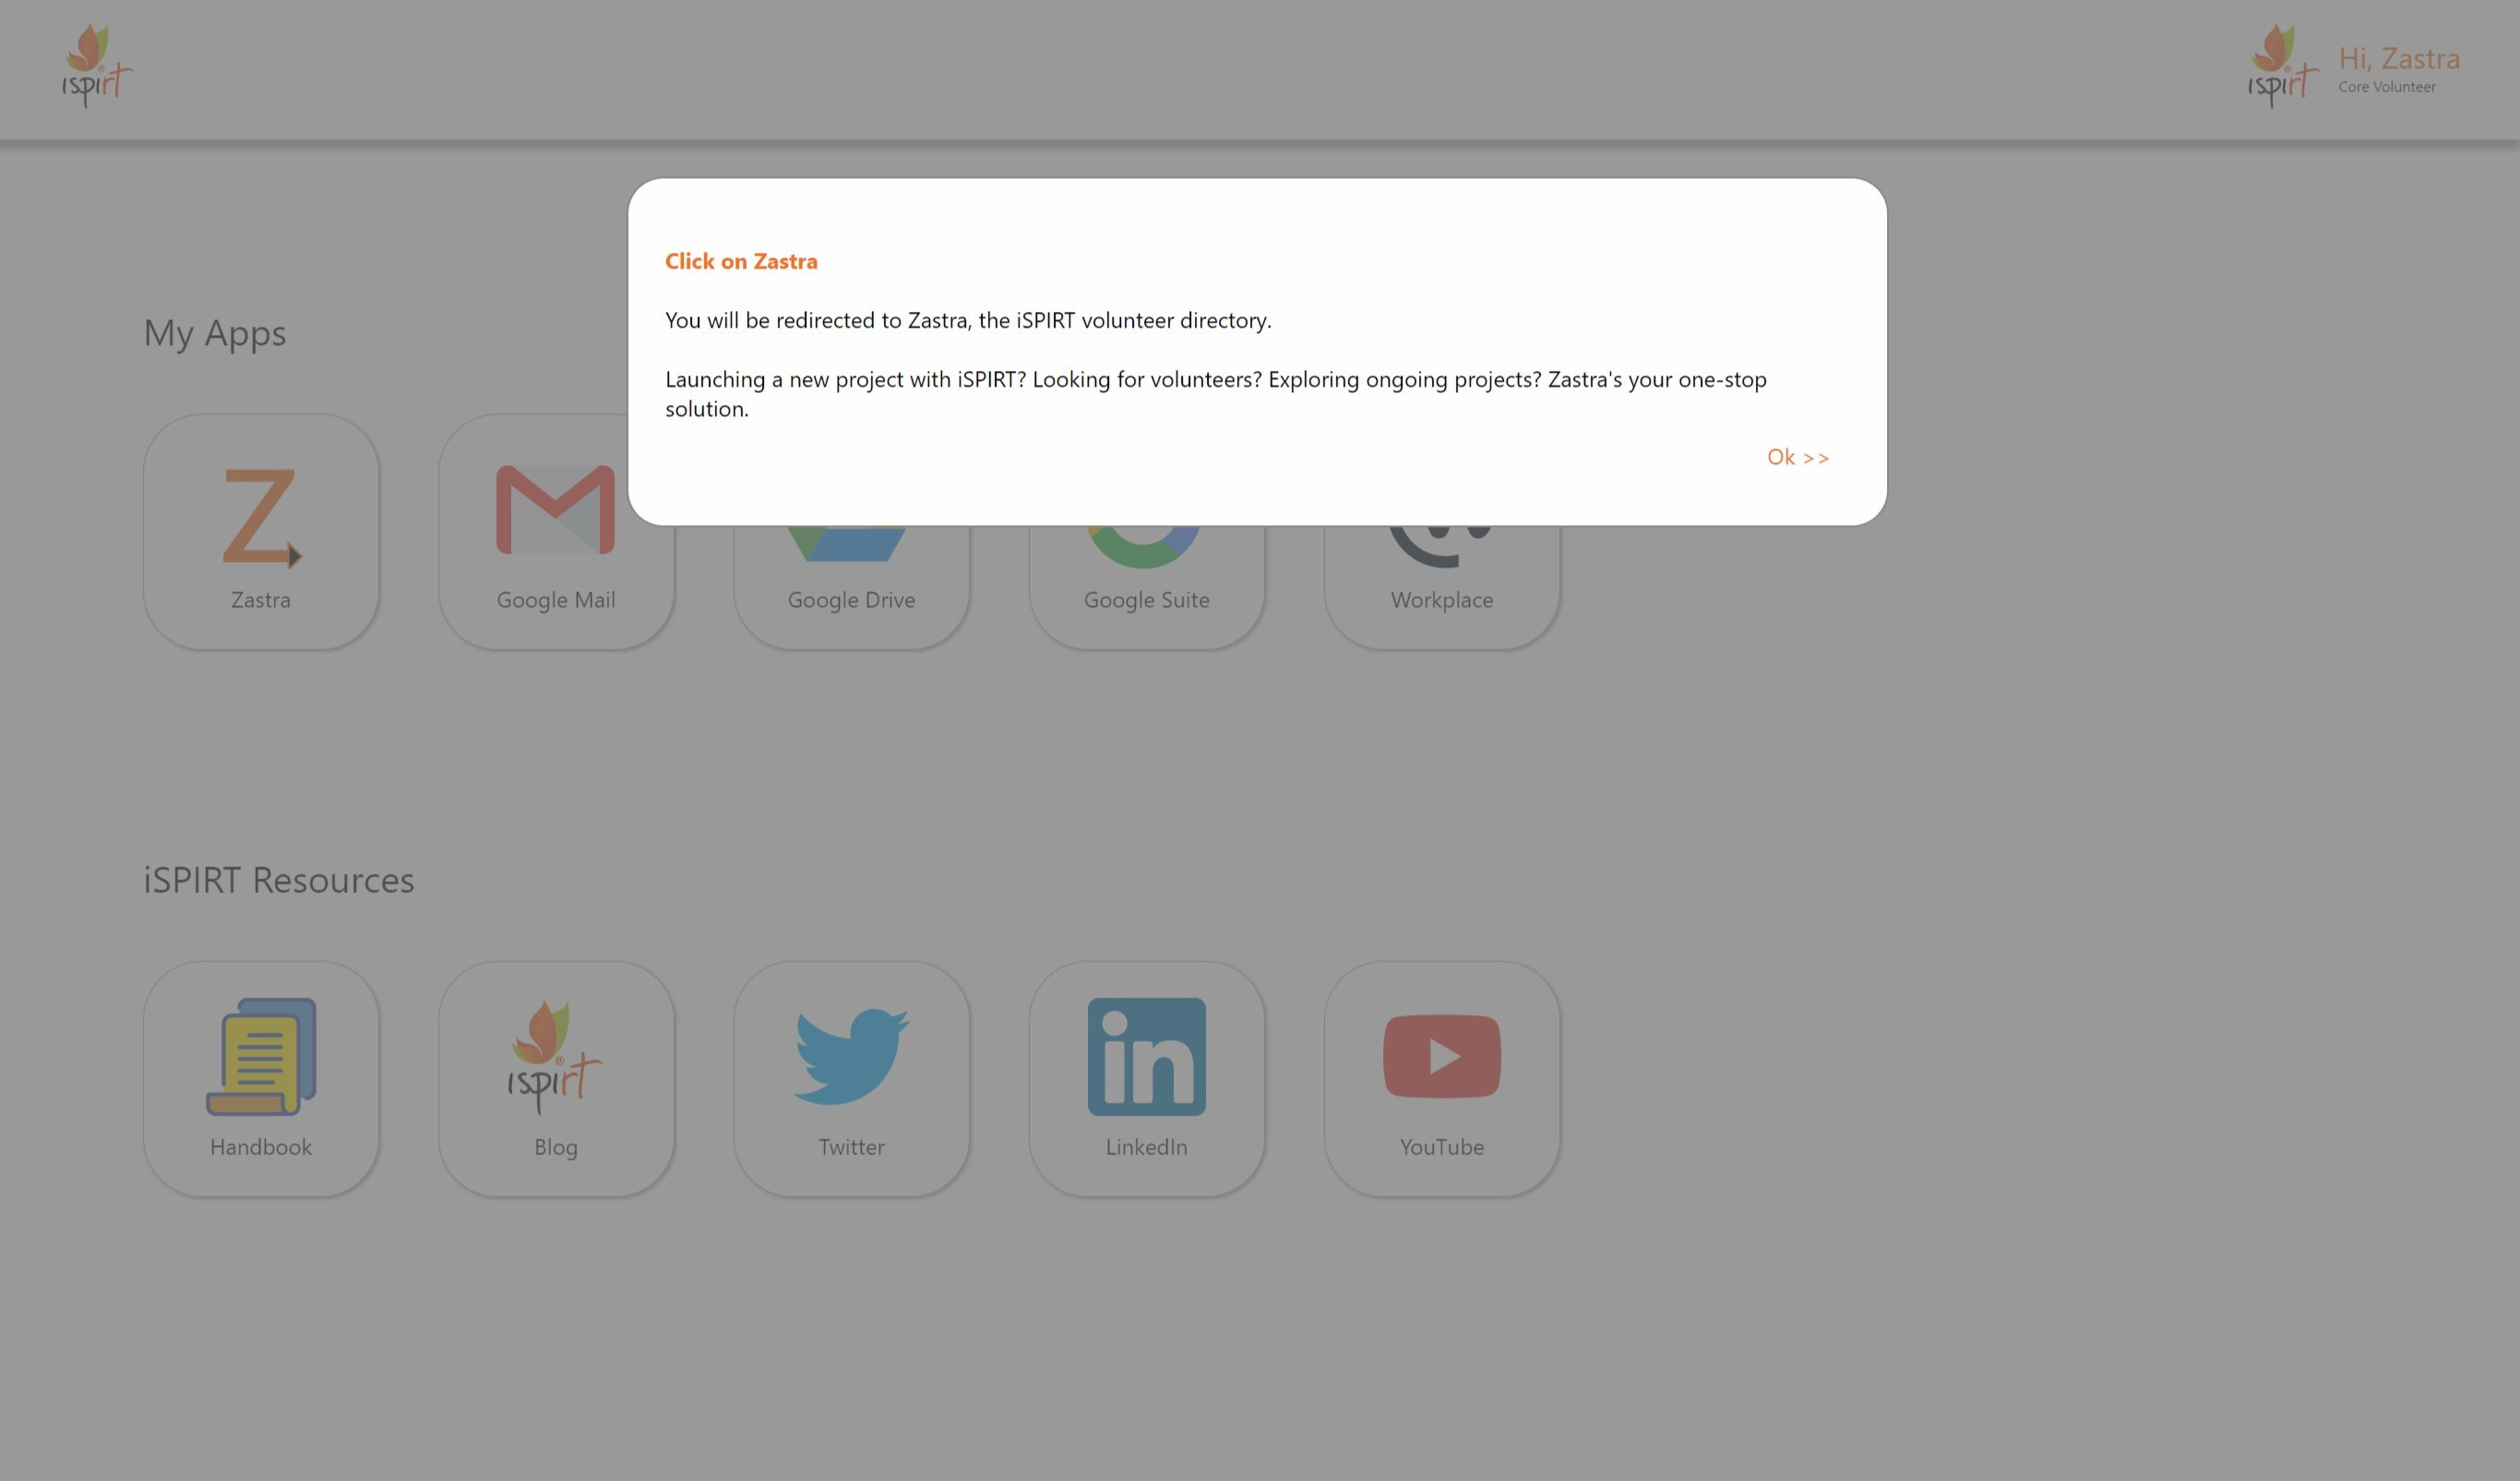 ispirt
ispirt
Hi, Zastra
Core Volunteer
Click on Zastra
You will be redirected to Zastra, the iSPIRT volunteer directory.
Launching a new project with iSPIRT? Looking for volunteers? Exploring ongoing projects? Zastra's your one-stop
solution.
Ok >>
My Apps
Z
Zastra
Google Mail
Google Drive
Google Suite
Workplace
iSPIRT Resources
ispirt®
in
Handbook
Blog
Twitter
LinkedIn
YouTube